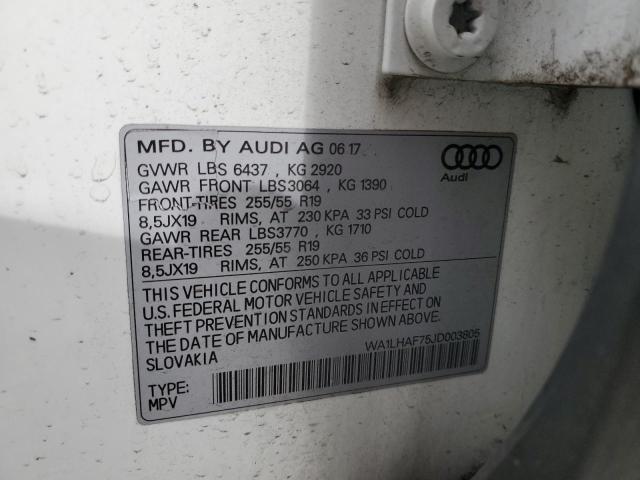 MFD. BY AUDI AG 06 17
GVWR LBS 6437 , KG 2920
GAWR FRONT LBS3064 , KG 1390
FRONT-TIRES 255/55 R19
8,5JX19 RIMS, AT 230 KPA 33 PSI COLD
GAWR REAR LBS3770 , KG 1710
REAR-TIRES 255/55 R19
8,5JX19 RIMS, AT 250 KPA 36 PSI COLD
Audi
THIS VEHICLE CONFORMS TO ALL APPLICABLE
U.S. FEDERAL MOTOR VEHICLE SAFETY AND
THEFT PREVENTION STANDARDS IN EFFECT ON
THE DATE OF MANUFACTURE SHOWN ABOVE.
SLOVAKIA
WA1LHAF75JD003805
TYPE:
MPV